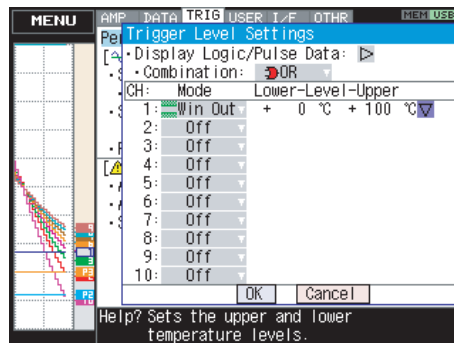 MENU
AMP DATA TRIG USER I/F OTHR MEM USB
Trigger Level Settings
・Display Logic/Pulse Data:
・Combination: OR
CH: Mode Lower-Level-Upper
1: Win Out + 0 ℃ + 100 ℃
2: Off
3: Off
4: Off
5: Off
6: Off
7: Off
8: Off
9: Off
10: Off
OK Cancel
Help? Sets the upper and lower
temperature levels.